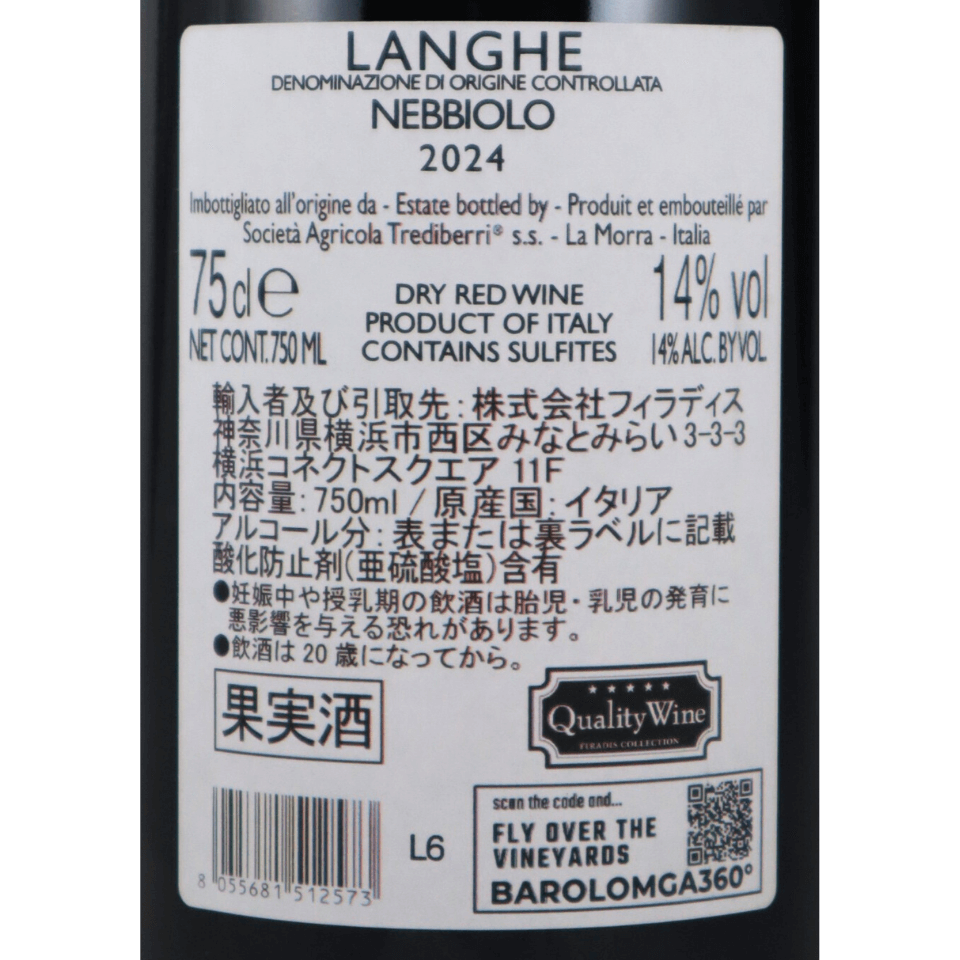 LANGHE
DENOMINAZIONE DI ORIGINE CONTROLLATA
NEBBIOLO
2024
Imbottigliato all'origine da - Estate bottled by - Produit et embouteillé par
Società Agricola Trediberri® s.s. - La Morra - Italia
75 cl e
14% vol
NET CONT. 750 ML
14% ALC. BY VOL
DRY RED WINE
PRODUCT OF ITALY
CONTAINS SULFITES
輸入者及び引取先:株式会社フィラディス
神奈川県横浜市西区みなとみらい3-3-3
横浜コネクトスクエア 11F
内容量:750ml / 原産国:イタリア
アルコール分:表または裏ラベルに記載
酸化防止剤(亜硫酸塩)含有
●妊娠中や授乳期の飲酒は胎児・乳児の発育に
悪影響を与える恐れがあります。
●飲酒は20歳になってから。
果実酒
Quality Wine
FIRADIS COLLECTION
8 055681 512573
L6
scan the code and...
FLY OVER THE
VINEYARDS
BAROLOMGA360°